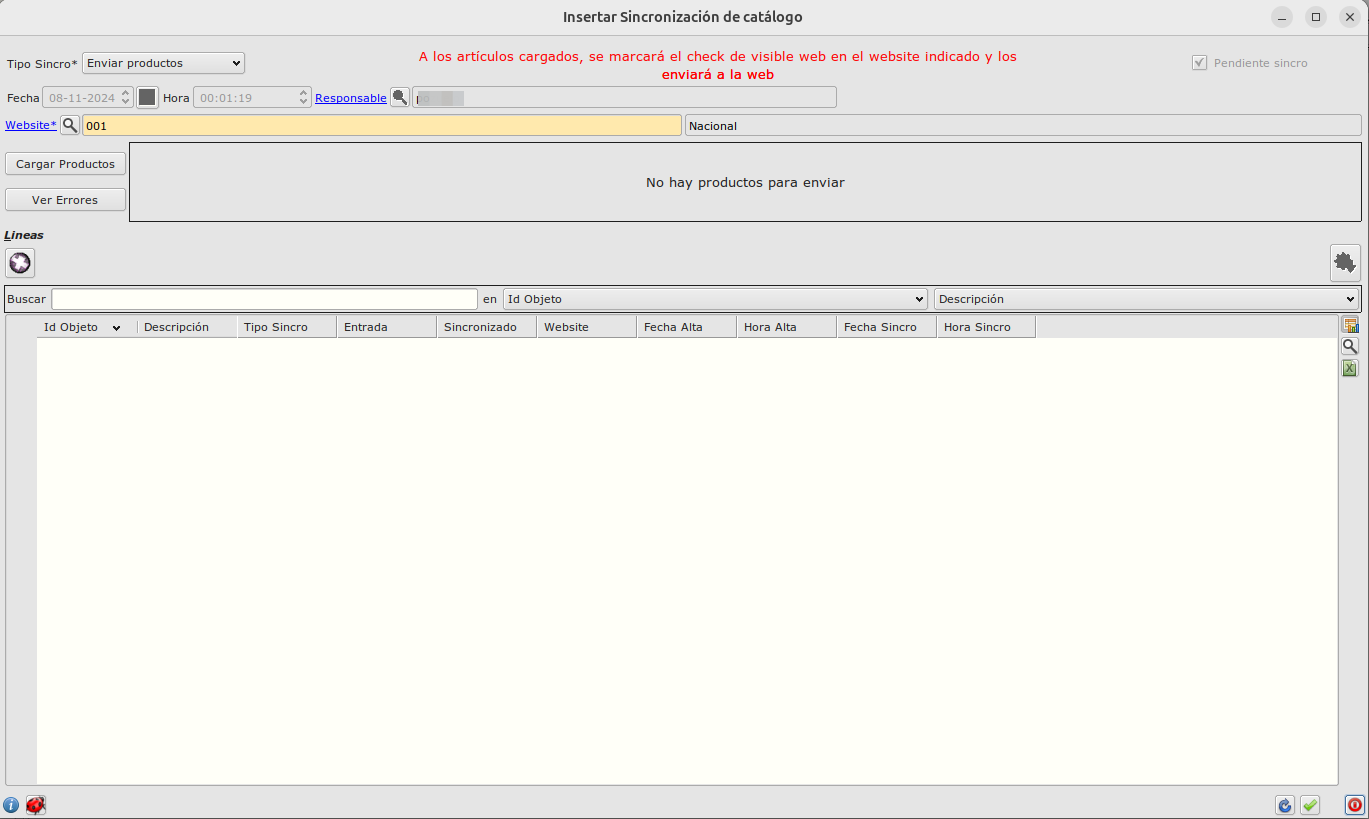 Insertar Sincronización de catálogo
Tipo Sincro* Enviar productos
A los artículos cargados, se marcará el check de visible web en el website indicado y los
enviará a la web
Pendiente sincro
Fecha 08-11-2024 Hora 00:01:19 Responsable
Website* 001 Nacional
Cargar Productos
No hay productos para enviar
Ver Errores
Lineas
Buscar en Id Objeto Descripción
Id Objeto Descripción Tipo Sincro Entrada Sincronizado Website Fecha Alta Hora Alta Fecha Sincro Hora Sincro